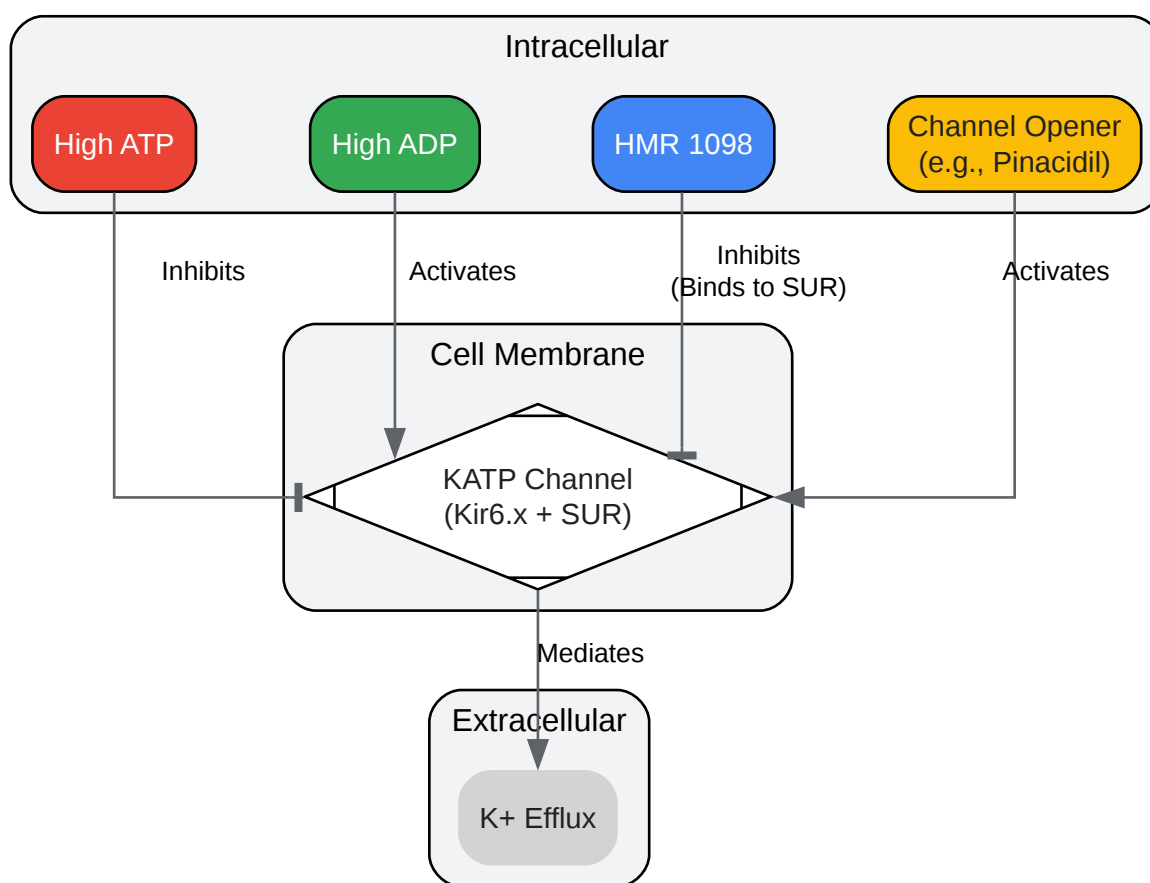 Intracellular
High ATP
High ADP
HMR 1098
Channel Opener
(e.g., Pinacidil)
Inhibits
Activates
Inhibits
(Binds to SUR)
Activates
Cell Membrane
KATP Channel
(Kir6.x + SUR)
Mediates
Extracellular
K+ Efflux